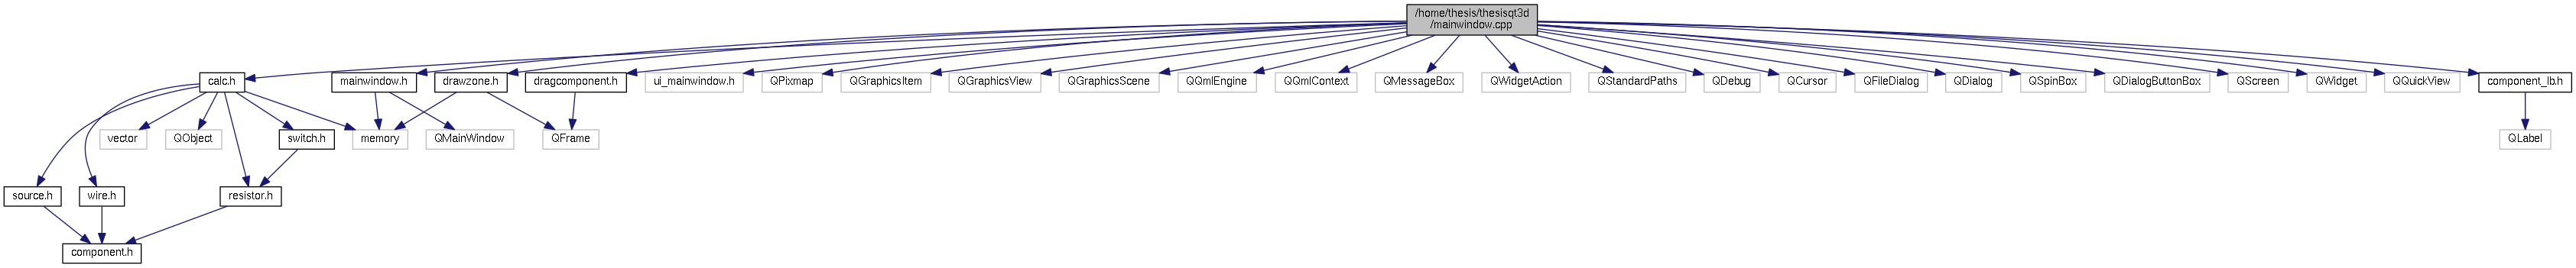 /home/thesis/thesisqt3d
/mainwindow.cpp
calc.h
mainwindow.h
drawzone.h
dragcomponent.h
ui_mainwindow.h
QPixmap
QGraphicsItem
QGraphicsView
QGraphicsScene
QQmlEngine
QQmlContext
QMessageBox
QWidgetAction
QStandardPaths
QDebug
QCursor
QFileDialog
QDialog
QSpinBox
QDialogButtonBox
QScreen
QWidget
QQuickView
component_lb.h
vector
QObject
switch.h
memory
QMainWindow
QFrame
QLabel
source.h
wire.h
resistor.h
component.h